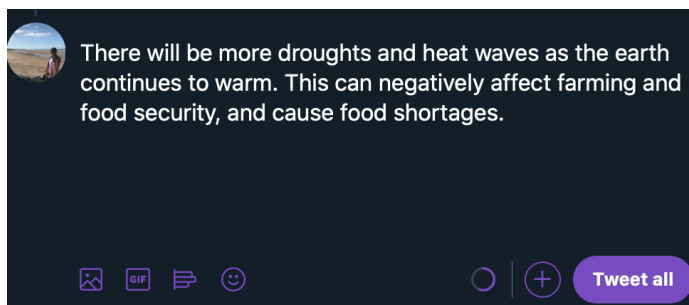 There will be more droughts and heat waves as the earth
continues to warm. This can negatively affect farming and
food security, and cause food shortages.
GIF
Tweet all